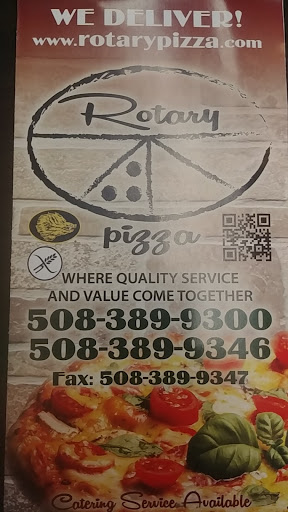 WE DELIVER!
www.rotarypizza.com
Rotary
pizza
WHERE QUALITY SERVICE
AND VALUE COME TOGETHER
508-389-9300
508-389-9346
Fax: 508-389-9347
Catering Service Available